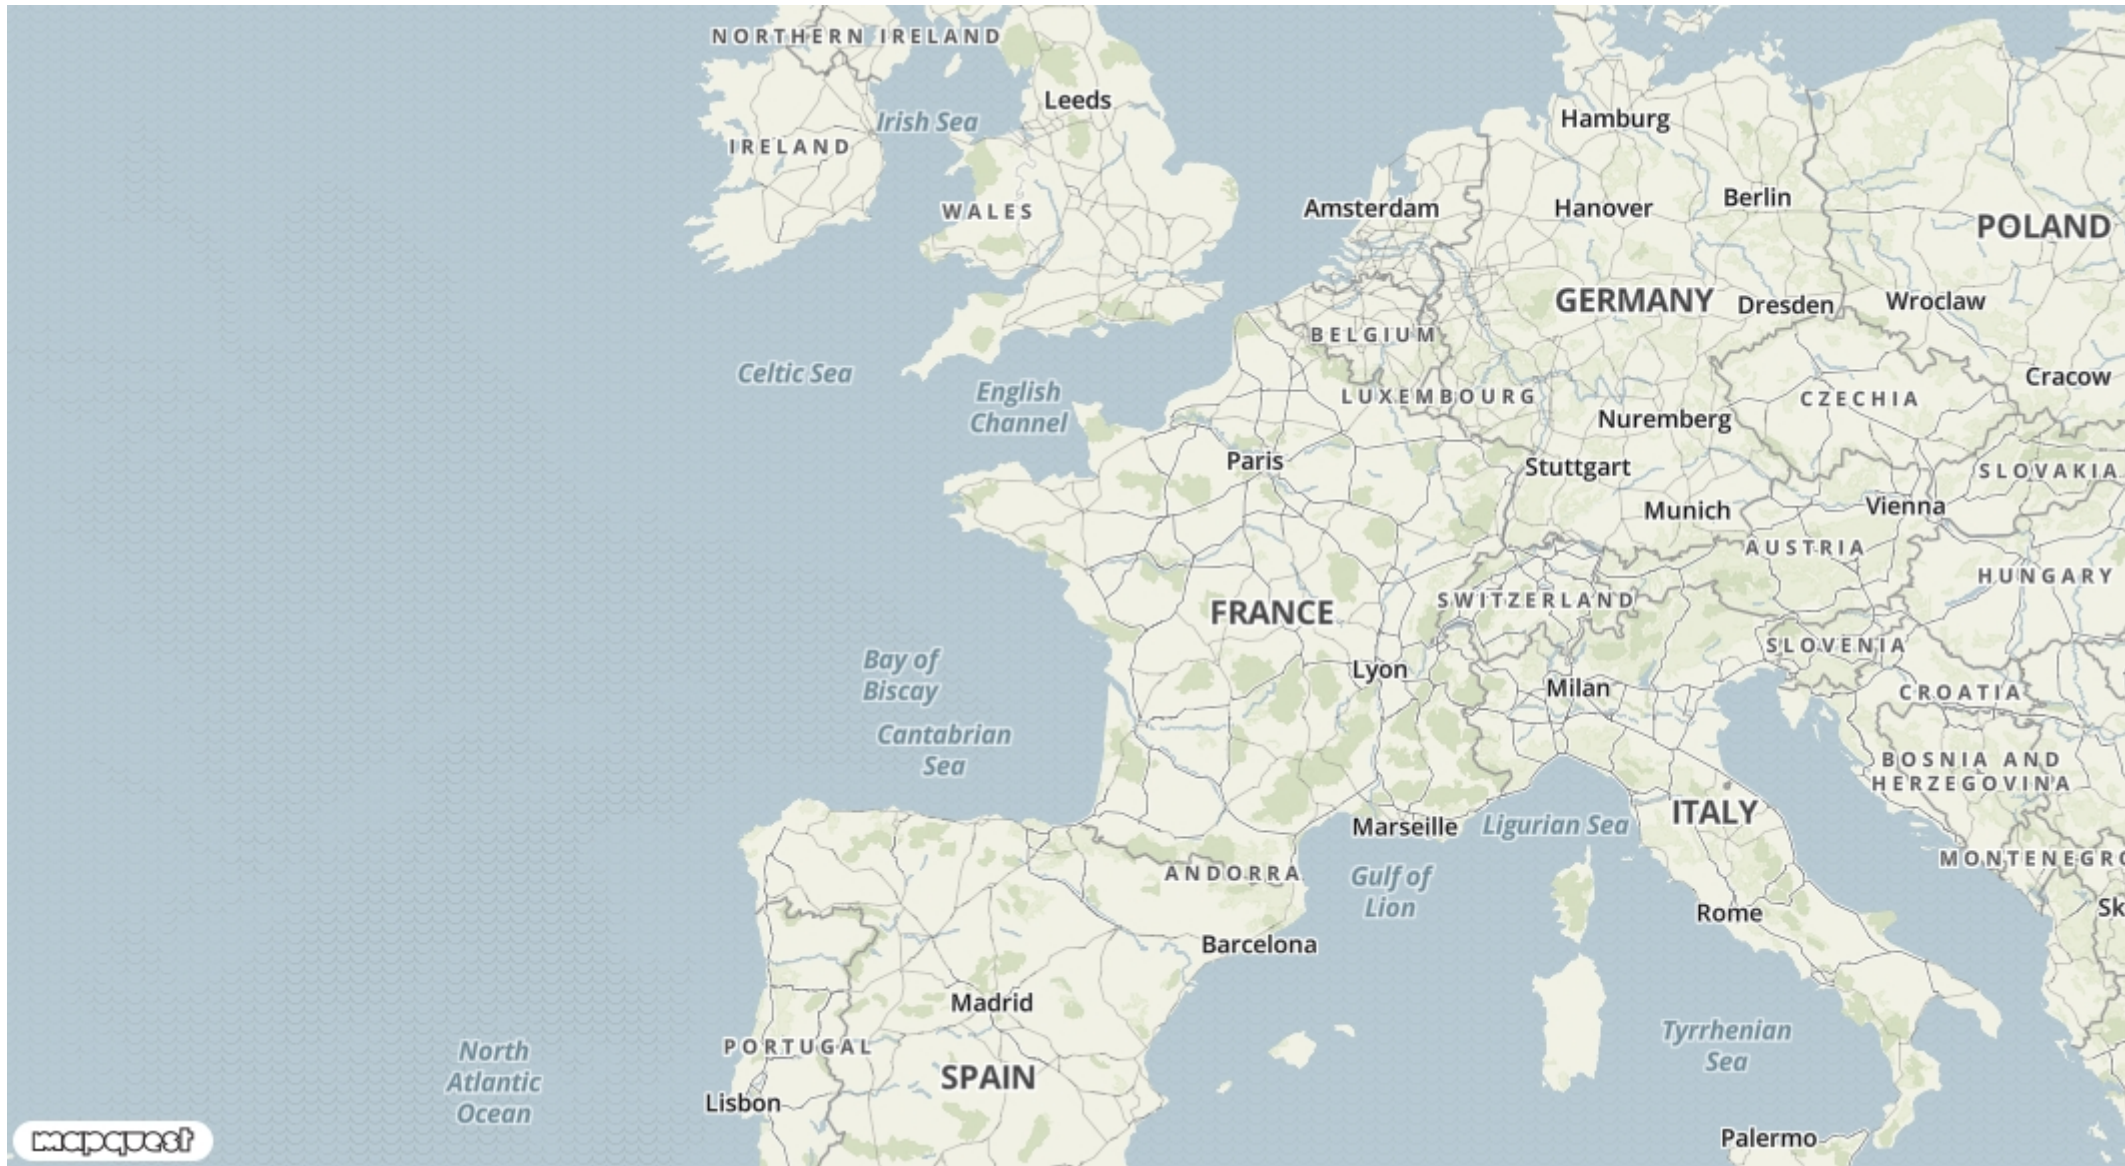 NORTHERN IRELAND
Leeds
Irish Sea
IRELAND
Hamburg
WALES
Amsterdam
Hanover
Berlin
POLAND
GERMANY
Dresden
Wroclaw
BELGIUM
Celtic Sea
English
Channel
LUXEMBOURG
Cracow
CZECHIA
Nuremberg
Paris
Stuttgart
SLOVAKIA
Munich
Vienna
AUSTRIA
HUNGARY
SWITZERLAND
FRANCE
SLOVENIA
Bay of
Biscay
Lyon
Milan
CROATIA
Cantabrian
Sea
BOSNIA AND
HERZEGOVINA
ITALY
Marseille
Ligurian Sea
MONTENEGRO
ANDORRA
Gulf of
Lion
Rome
Sk
Barcelona
Madrid
PORTUGAL
Tyrrhenian
Sea
North
Atlantic
Ocean
SPAIN
Lisbon
Palermo
mapquest